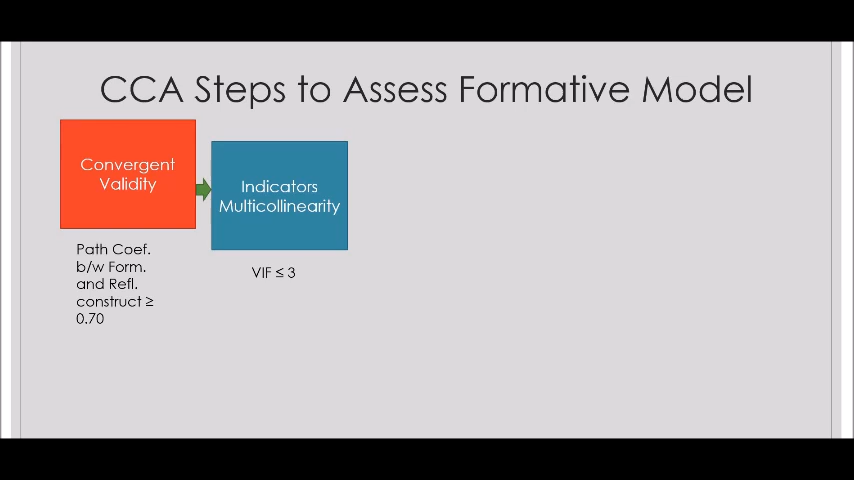 CCA Steps to Assess Formative Model
Convergent
Validity
Indicators
Multicollinearity
Path Coef.
b/w Form.
and Refl.
construct ≥
0.70
VIF ≤ 3